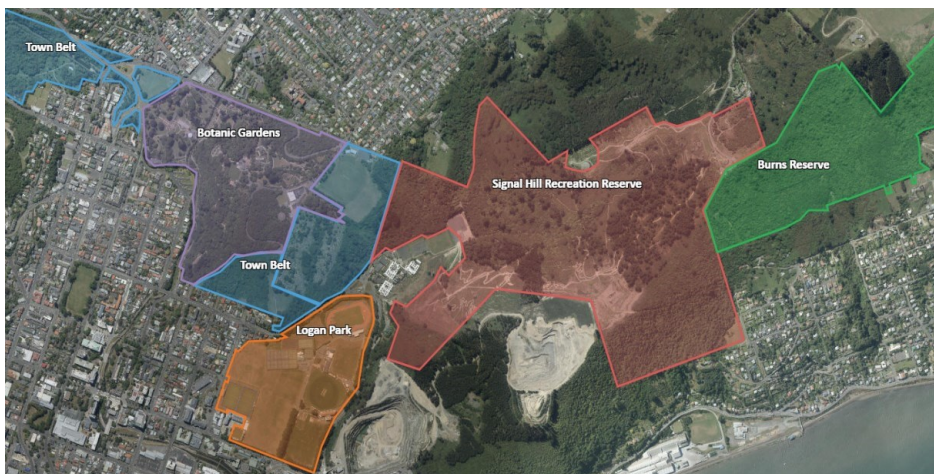 Town Belt
Botanic Gardens
Signal Hill Recreation Reserve
Burns Reserve
Town Belt
Logan Park